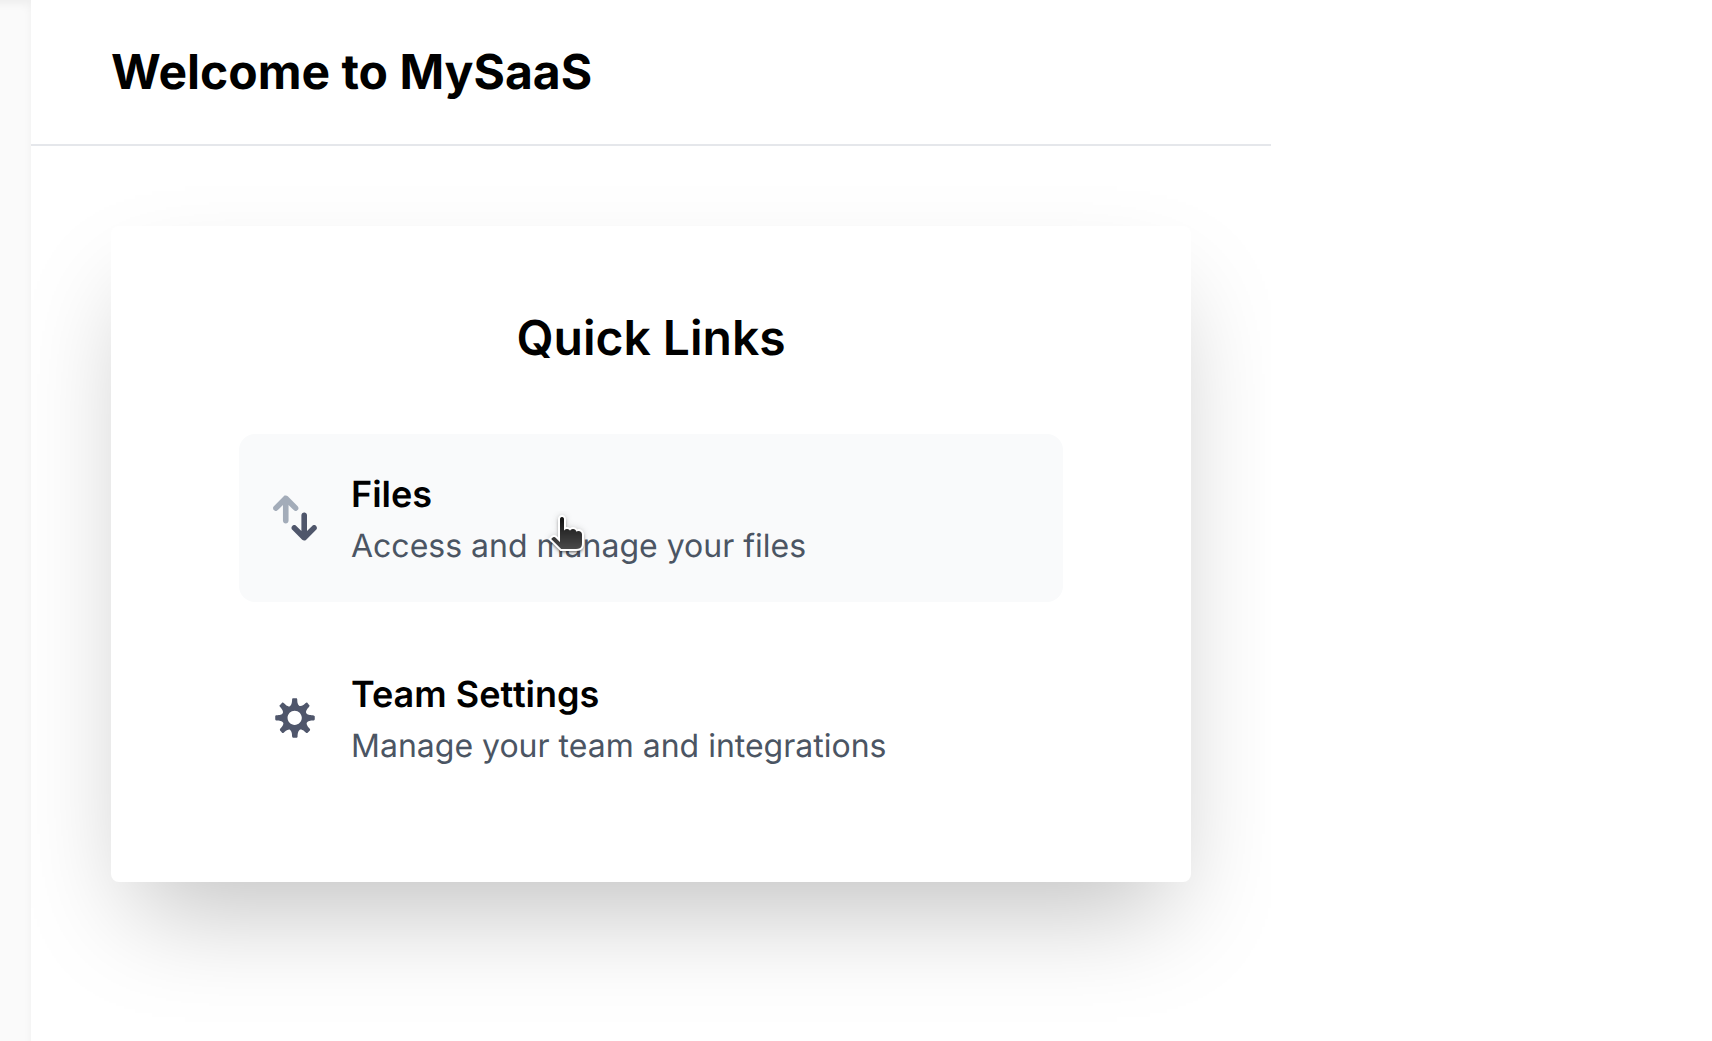 Welcome to MySaaS
Quick Links
Files
Access and manage your files
Team Settings
Manage your team and integrations